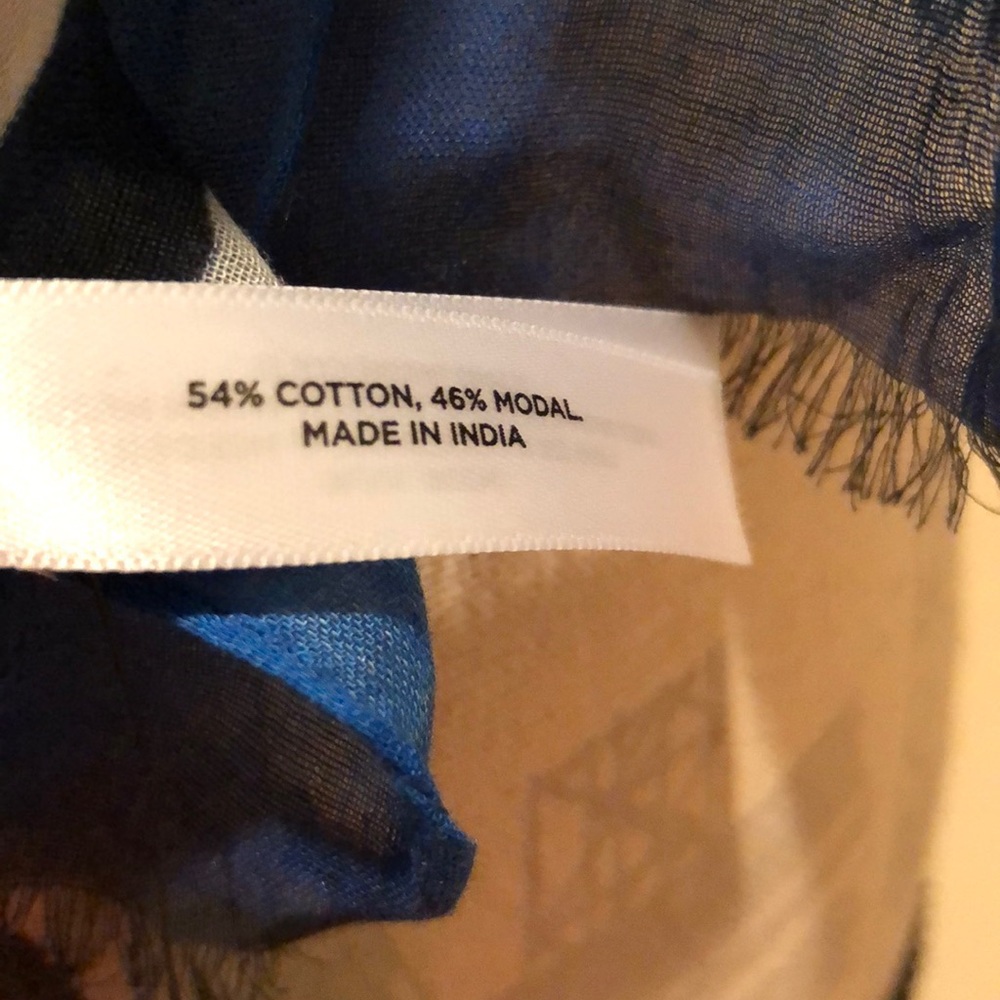 54% COTTON, 46% MODAL
MADE IN INDIA